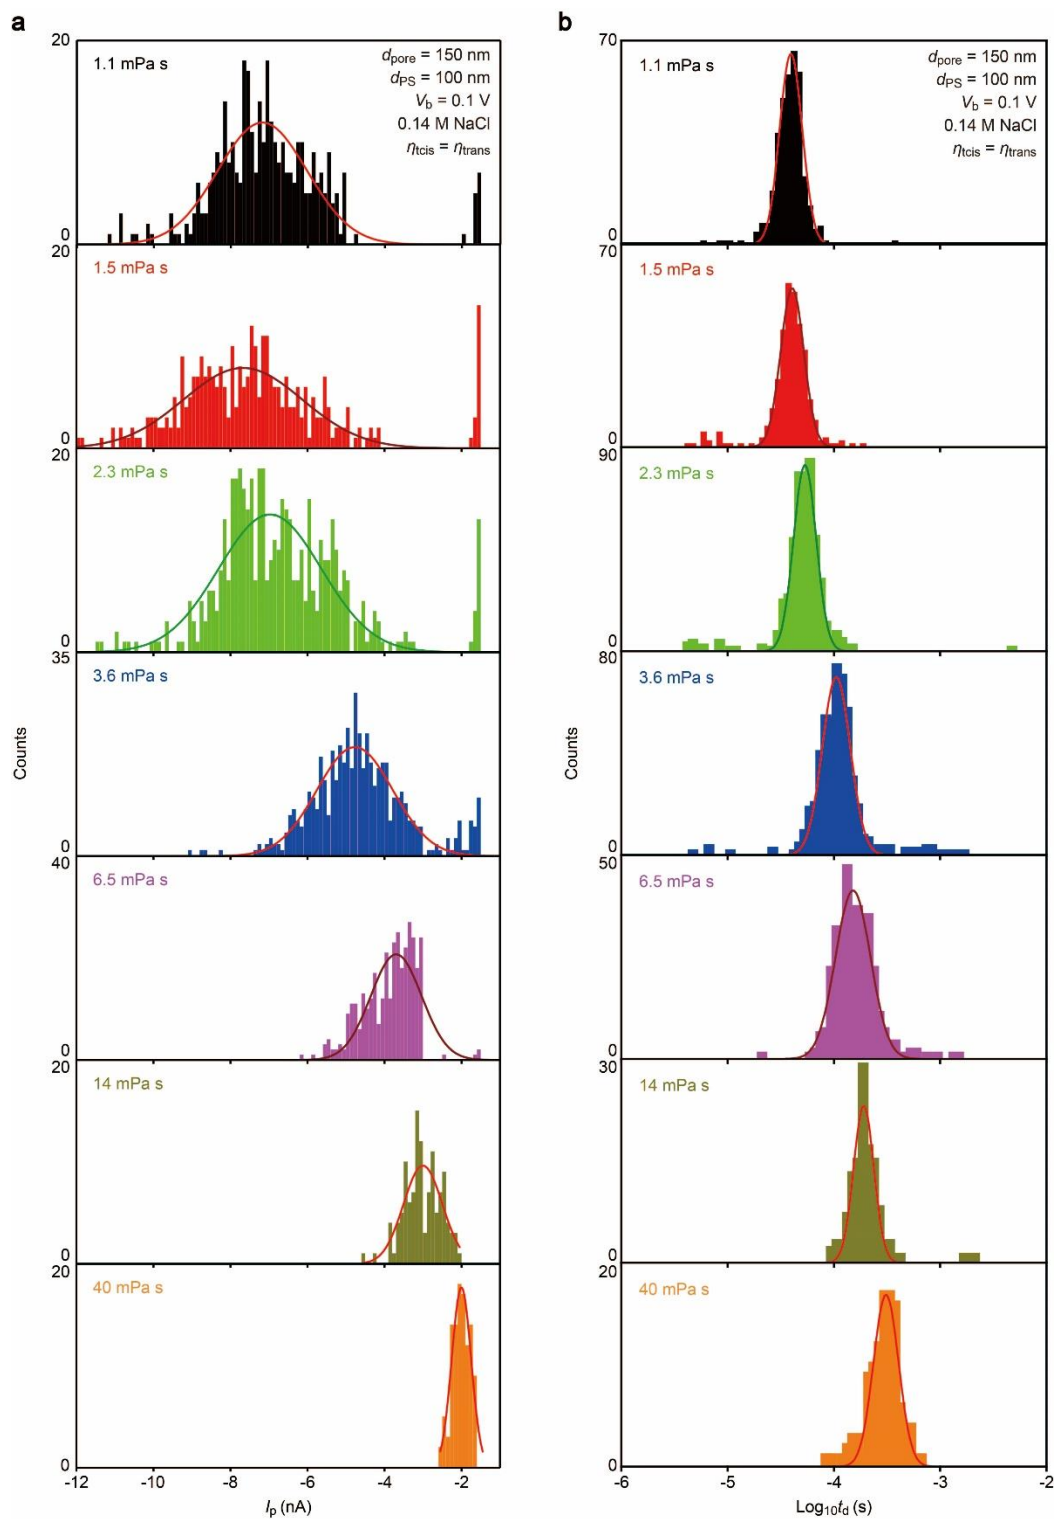 a
20
1.1 mPa s
dpore = 150 nm
dPS = 100 nm
Vb = 0.1 V
0.14 M NaCl
ηtcis = ηtrans
0
20
1.5 mPa s
0
20
2.3 mPa s
0
35
3.6 mPa s
0
40
6.5 mPa s
0
20
14 mPa s
0
20
40 mPa s
0
-12 -10 -8 -6 -4 -2
Ip (nA)
Counts
b
70
1.1 mPa s
dpore = 150 nm
dPS = 100 nm
Vb = 0.1 V
0.14 M NaCl
ηtcis = ηtrans
0
70
1.5 mPa s
0
90
2.3 mPa s
0
80
3.6 mPa s
0
50
6.5 mPa s
0
30
14 mPa s
0
20
40 mPa s
0
-6 -5 -4 -3 -2
Log10td (s)
Counts